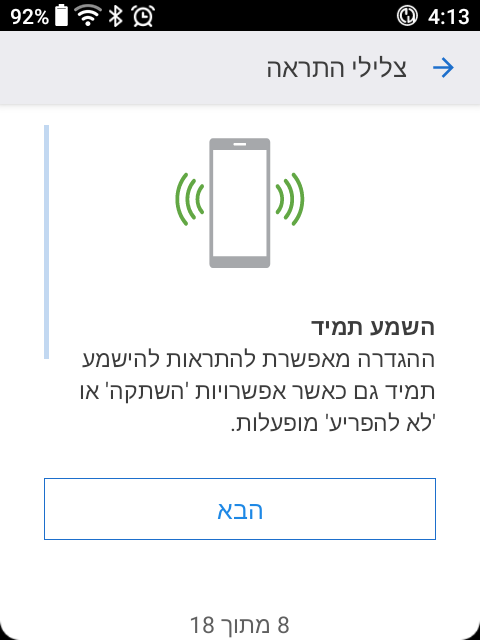 92% 4:13
צלילי התראה
השמע תמיד
ההגדרה מאפשרת להתראות להישמע
תמיד גם כאשר אפשרויות 'השתקה' או
'לא להפריע' מופעלות.
הבא
8 מתוך 18